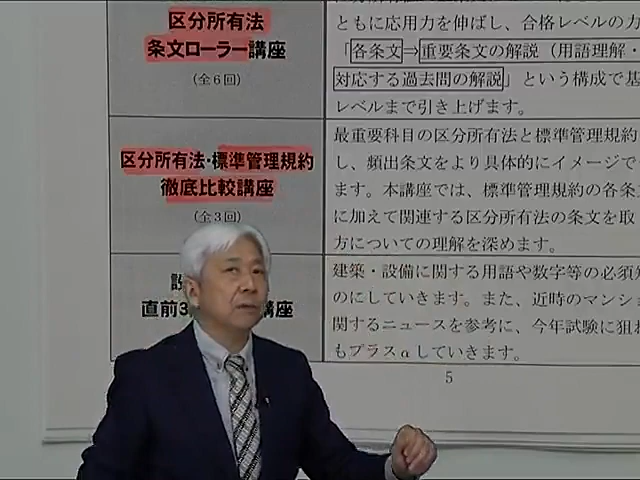 区分所有法
条文ローラー講座
（全６回）
ともに応用力を伸ばし、合格レベルの力
「各条文⇒重要条文の解説（用語理解・
対応する過去問の解説」という構成で基
レベルまで引き上げます。
区分所有法・標準管理規約
徹底比較講座
（全３回）
最重要科目の区分所有法と標準管理規約
し、頻出条文をより具体的にイメージで
ます。本講座では、標準管理規約の各条
に加えて関連する区分所有法の条文を取
方についての理解を深めます。
直前3
講座
建築・設備に関する用語や数字等の必須知
のにしていきます。また、近時のマンシ
関するニュースを参考に、今年試験に狙わ
もプラスαしていきます。
5